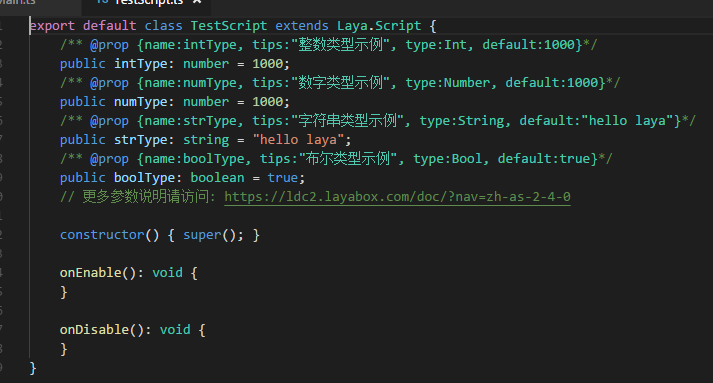 TestScript.ts
export default class TestScript extends Laya.Script {
/** @prop {name:intType, tips:"整数类型示例", type:Int, default:1000}*/
public intType: number = 1000;
/** @prop {name:numType, tips:"数字类型示例", type:Number, default:1000}*/
public numType: number = 1000;
/** @prop {name:strType, tips:"字符串类型示例", type:String, default:"hello laya"}*/
public strType: string = "hello laya";
/** @prop {name:boolType, tips:"布尔类型示例", type:Bool, default:true}*/
public boolType: boolean = true;
// 更多参数说明请访问: https://ldc2.layabox.com/doc/?nav=zh-as-2-4-0
constructor() { super(); }
onEnable(): void {
}
onDisable(): void {
}
}